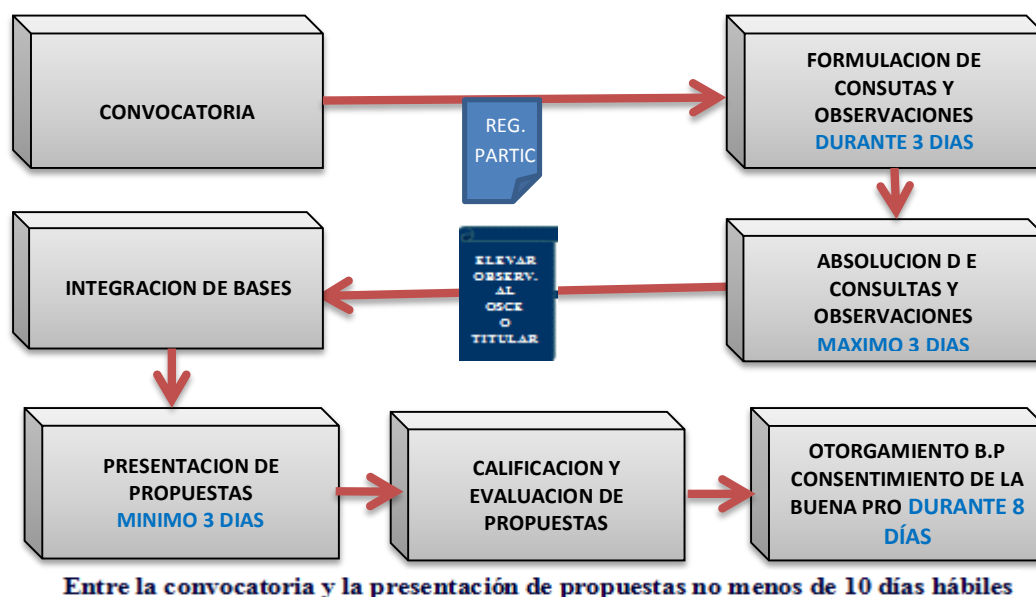 CONVOCATORIA
REG.
PARTIC
FORMULACION DE
CONSUTAS Y
OBSERVACIONES
DURANTE 3 DIAS
ABSOLUCION D E
CONSULTAS Y
OBSERVACIONES
MAXIMO 3 DIAS
ELEVAR
OBSERV.
AL
OSCE
O
TITULAR
INTEGRACION DE BASES
PRESENTACION DE
PROPUESTAS
MINIMO 3 DIAS
CALIFICACION Y
EVALUACION DE
PROPUESTAS
OTORGAMIENTO B.P
CONSENTIMIENTO DE LA
BUENA PRO DURANTE 8
DÍAS
Entre la convocatoria y la presentación de propuestas no menos de 10 días hábiles